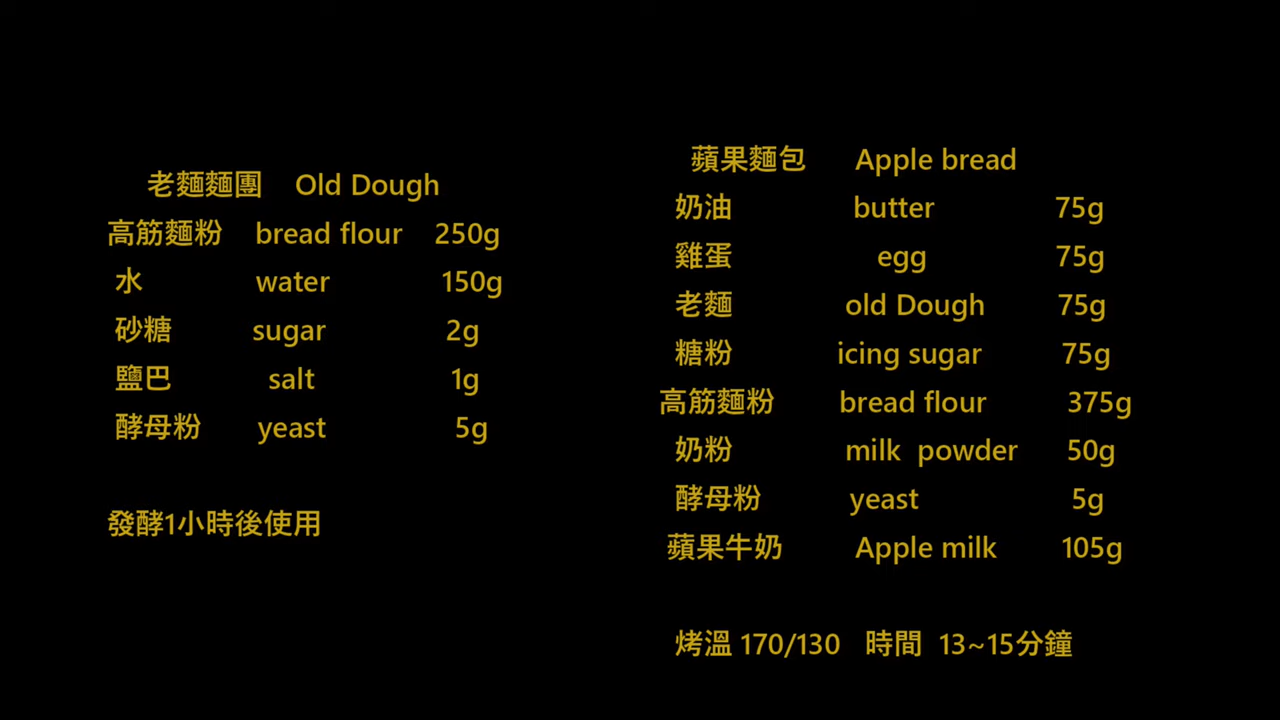 老麵麵團 Old Dough
高筋麵粉 bread flour 250g
水 water 150g
砂糖 sugar 2g
鹽巴 salt 1g
酵母粉 yeast 5g
發酵1小時後使用
蘋果麵包 Apple bread
奶油 butter 75g
雞蛋 egg 75g
老麵 old Dough 75g
糖粉 icing sugar 75g
高筋麵粉 bread flour 375g
奶粉 milk powder 50g
酵母粉 yeast 5g
蘋果牛奶 Apple milk 105g
烤溫 170/130 時間 13~15分鐘